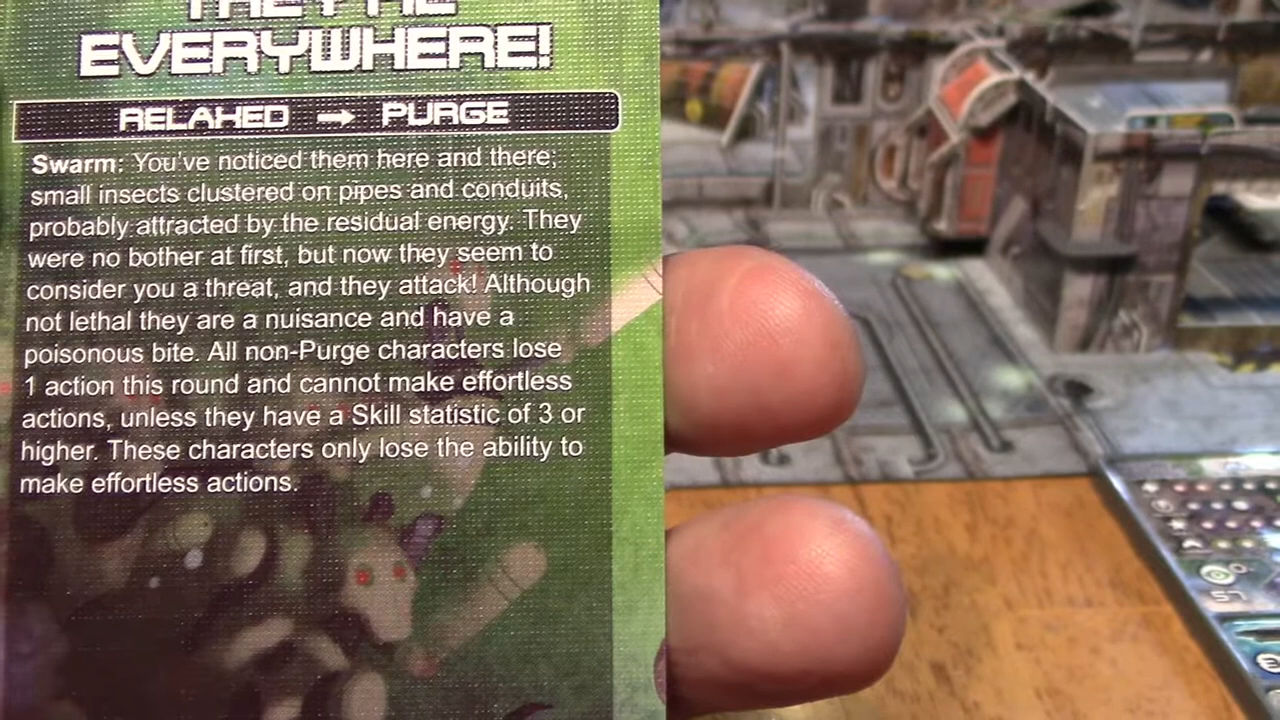 THEY'RE
EVERYWHERE!
RELAXED → PURGE
Swarm: You've noticed them here and there;
small insects clustered on pipes and conduits,
probably attracted by the residual energy. They
were no bother at first, but now they seem to
consider you a threat, and they attack! Although
not lethal they are a nuisance and have a
poisonous bite. All non-Purge characters lose
1 action this round and cannot make effortless
actions, unless they have a Skill statistic of 3 or
higher. These characters only lose the ability to
make effortless actions.
57